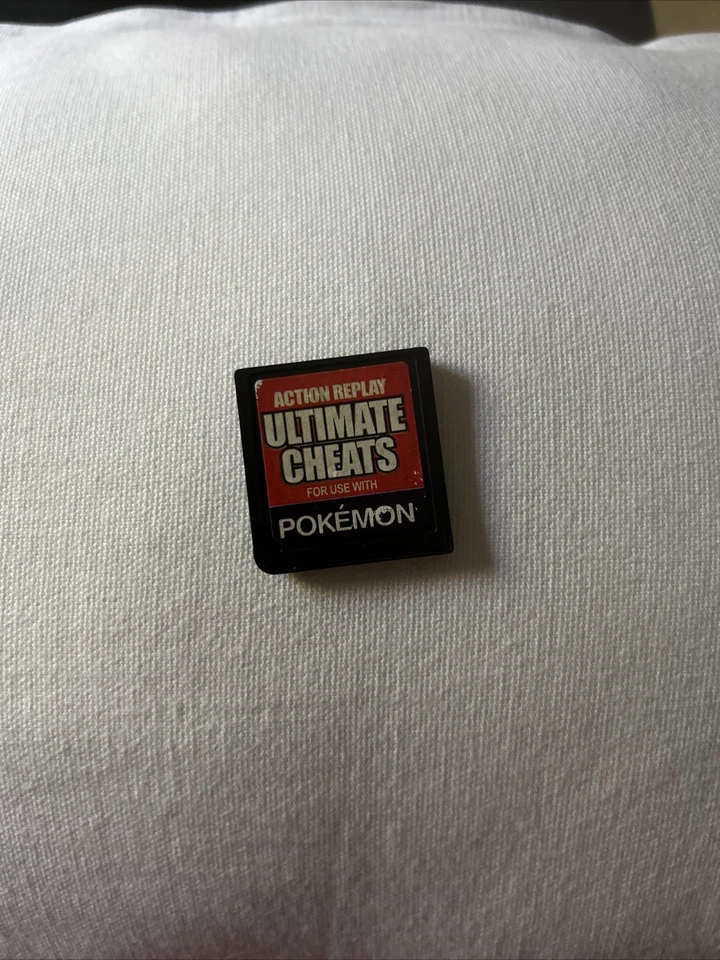 ACTION REPLAY
ULTIMATE
CHEATS
FOR USE WITH
POKÉMON